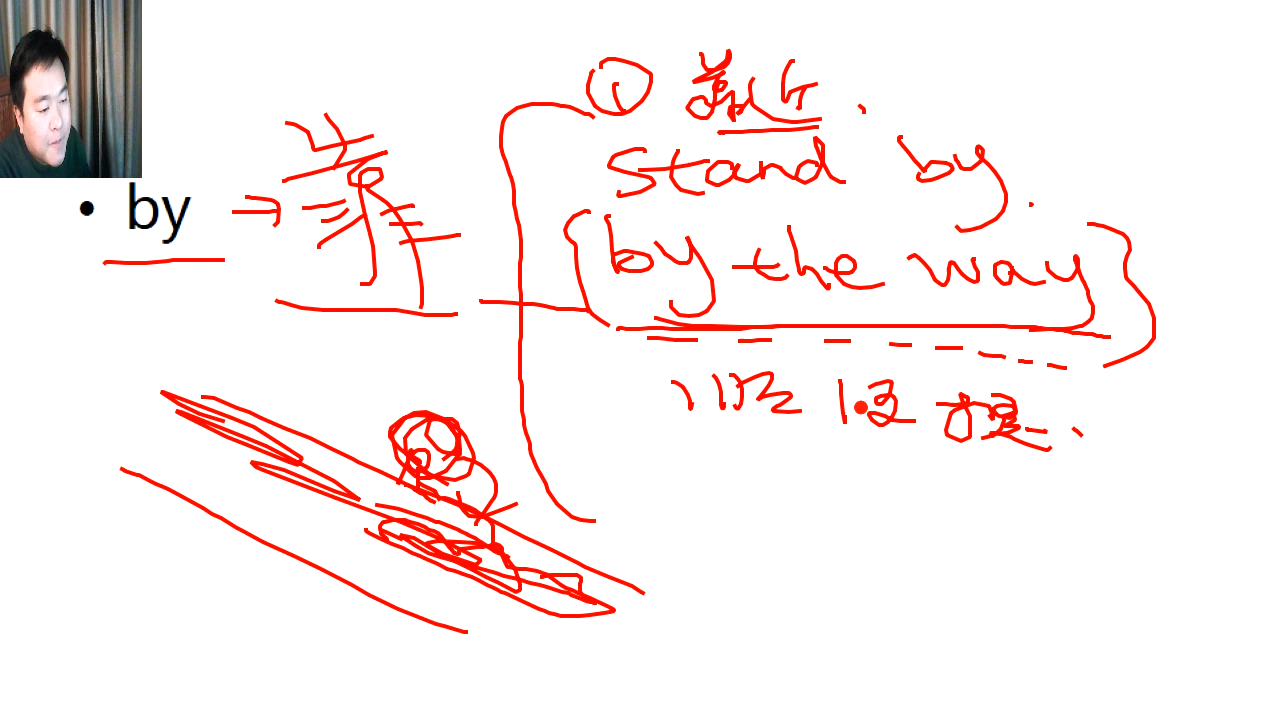 • by → 靠
① 靠近.
stand by.
(by the way)
顺便提、